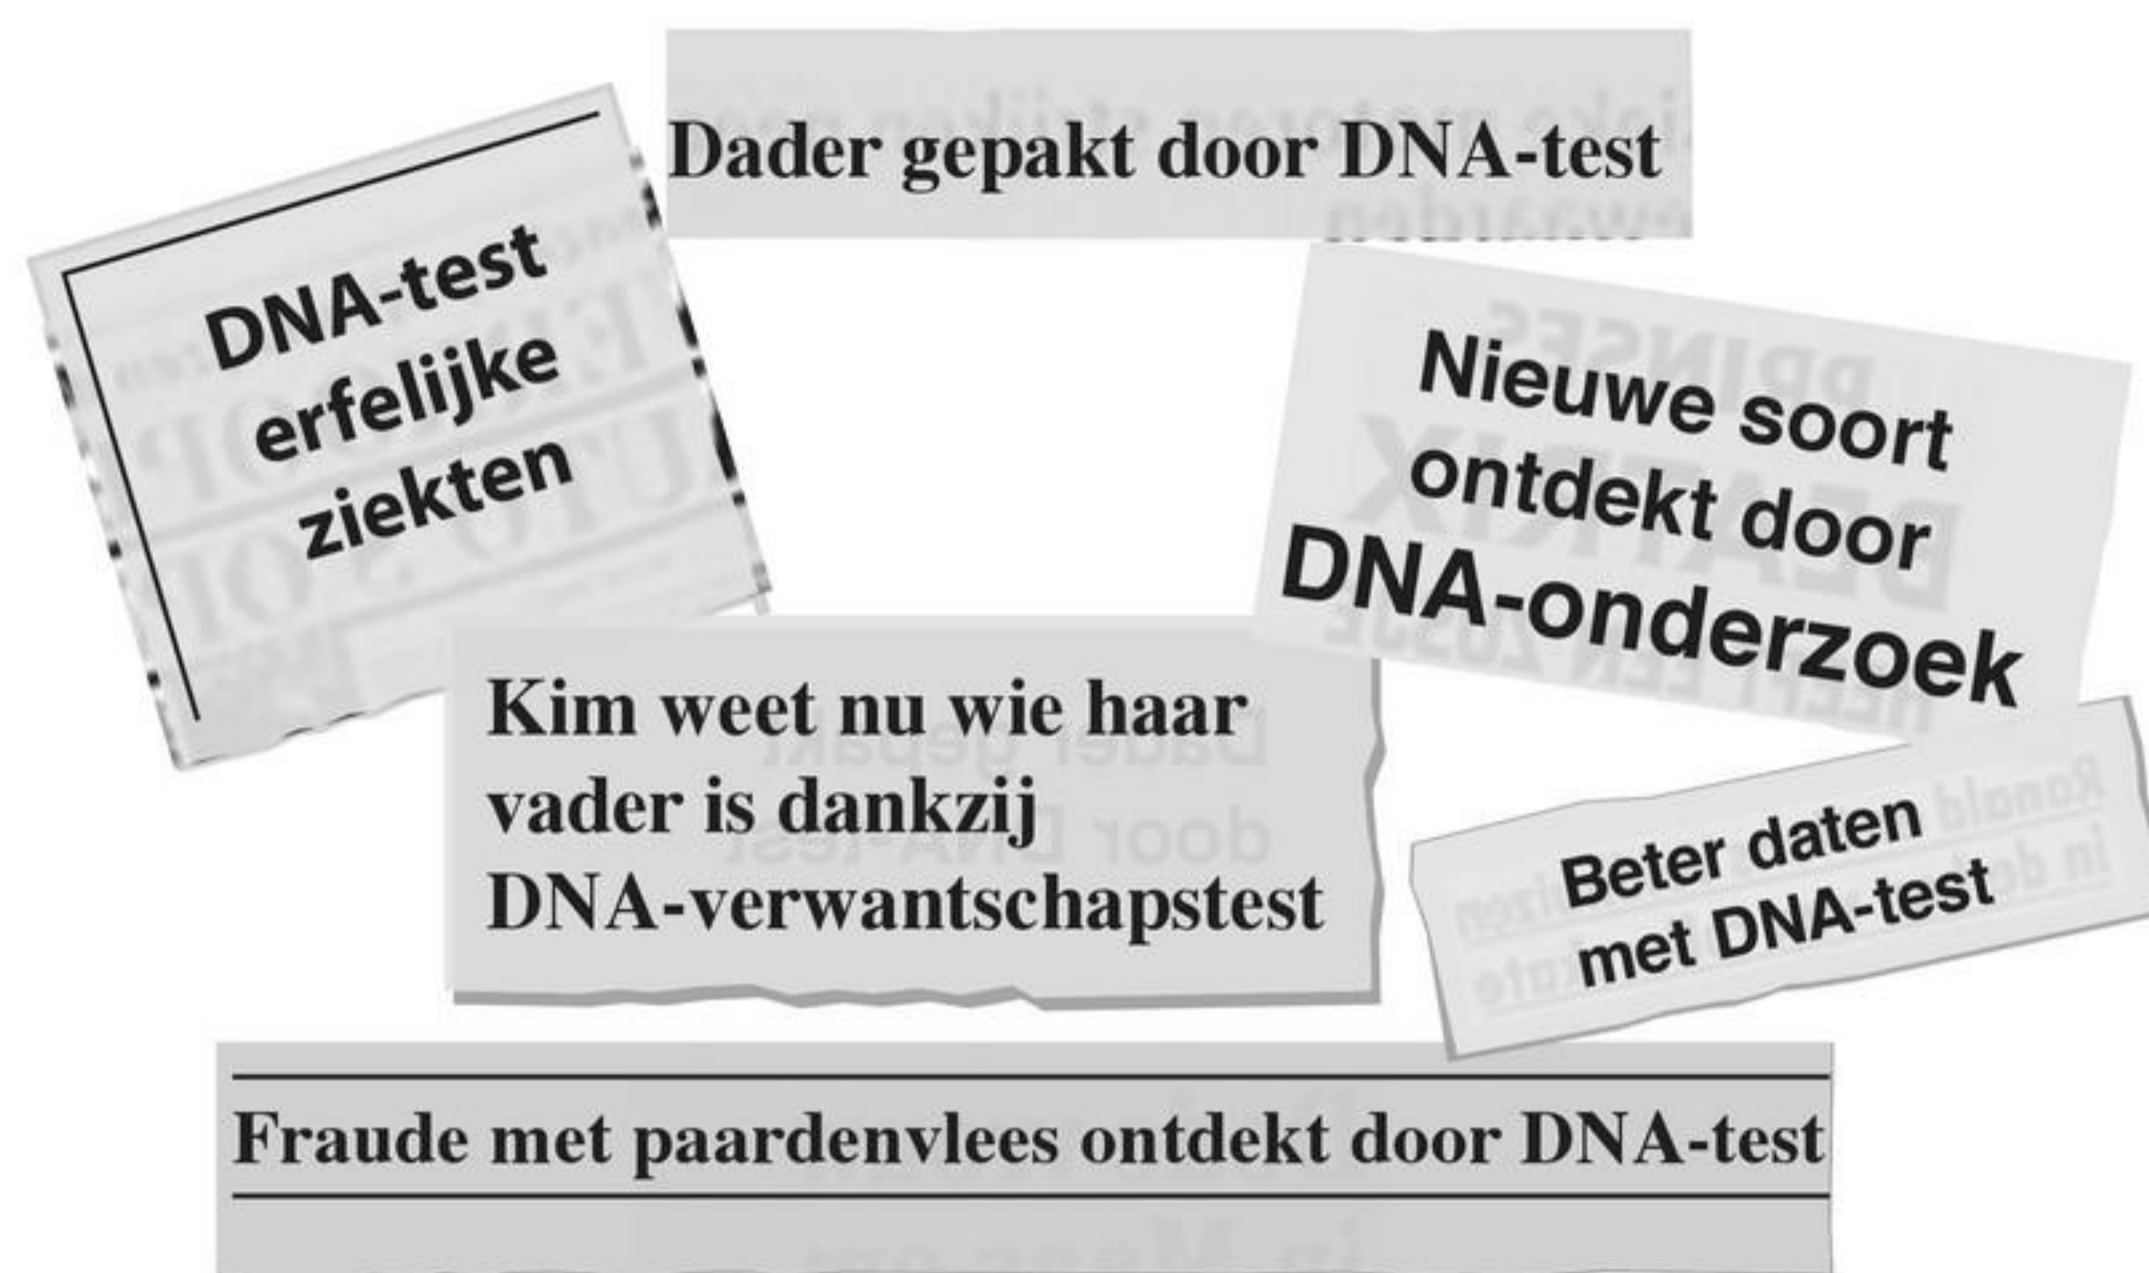 Dader gepakt door DNA-test
DNA-test
erfelijke
ziekten
Nieuwe soort
ontdekt door
DNA-onderzoek
Kim weet nu wie haar
vader is dankzij
DNA-verwantschapstest
Beter daten
met DNA-test
Fraude met paardenvlees ontdekt door DNA-test